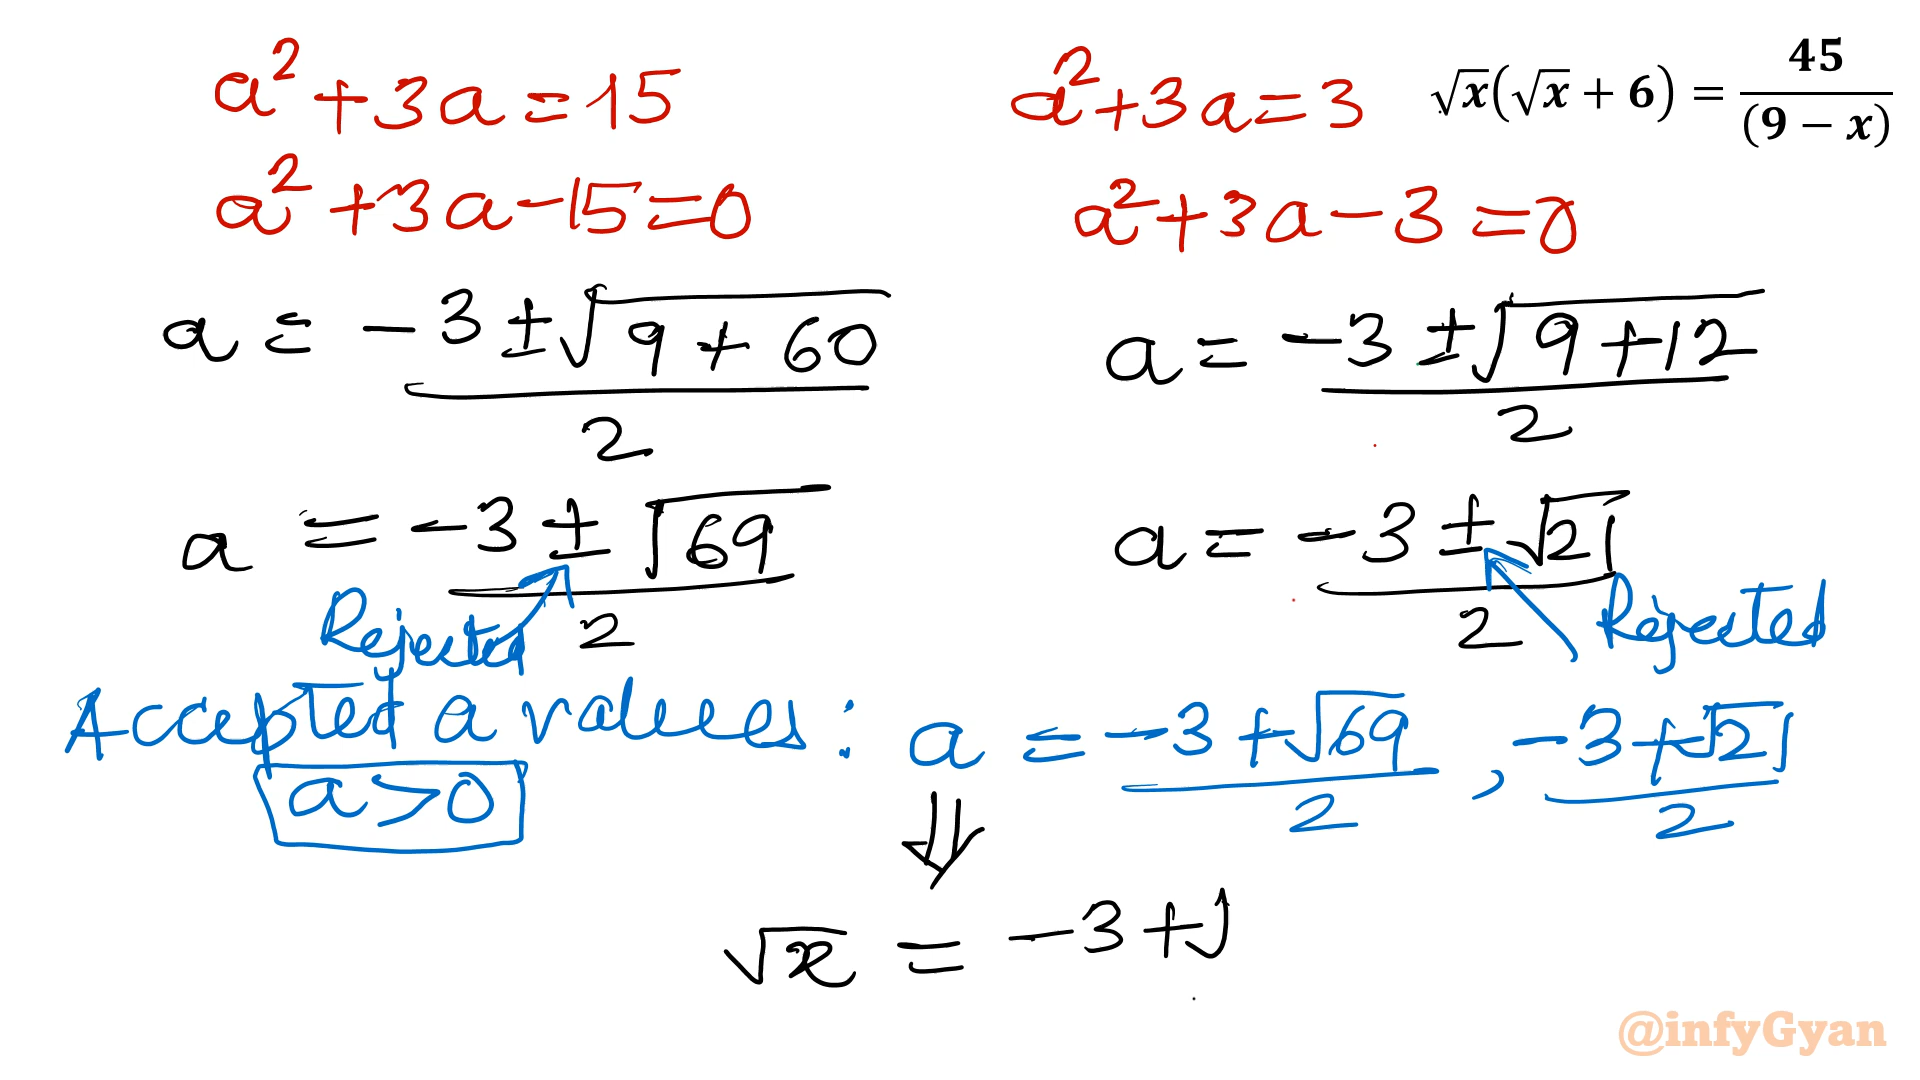 a² + 3a = 15
a² + 3a - 15 = 0
a = (-3 ± √(9 + 60)) / 2
a = (-3 ± √69) / 2
Rejected
a² + 3a = 3
a² + 3a - 3 = 0
a = (-3 ± √(9 + 12)) / 2
a = (-3 ± √21) / 2
Rejected
√x(√x + 6) = 45 / (9 − x)
Accepted a values : a = (-3 + √69) / 2 , (-3 + √21) / 2
a > 0
⇓
√x = -3 +
@infyGyan